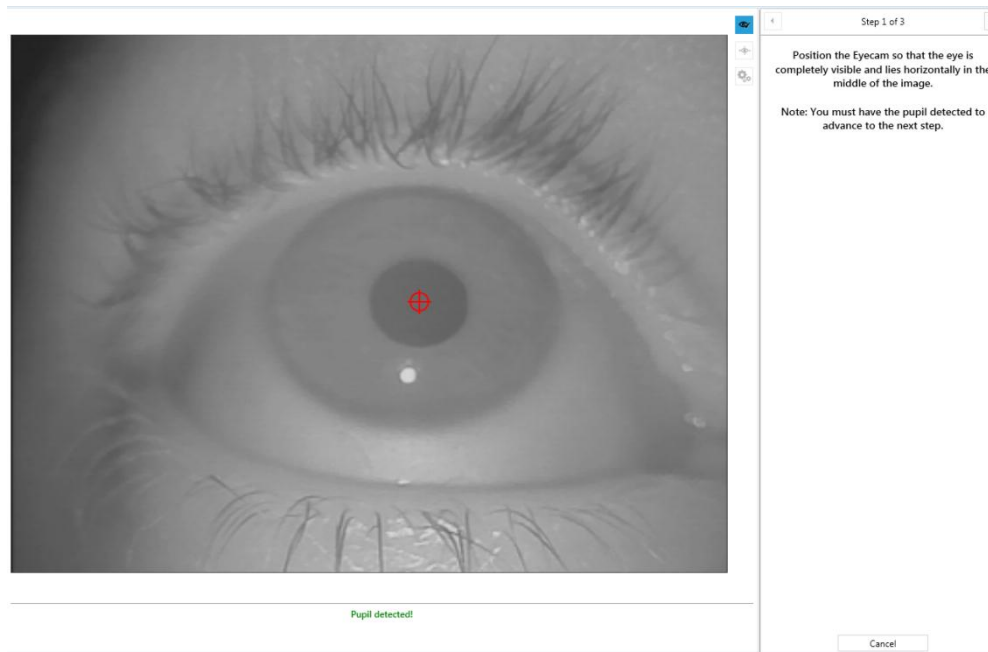 Step 1 of 3
Position the Eyecam so that the eye is
completely visible and lies horizontally in the
middle of the image.
Note: You must have the pupil detected to
advance to the next step.
Pupil detected!
Cancel